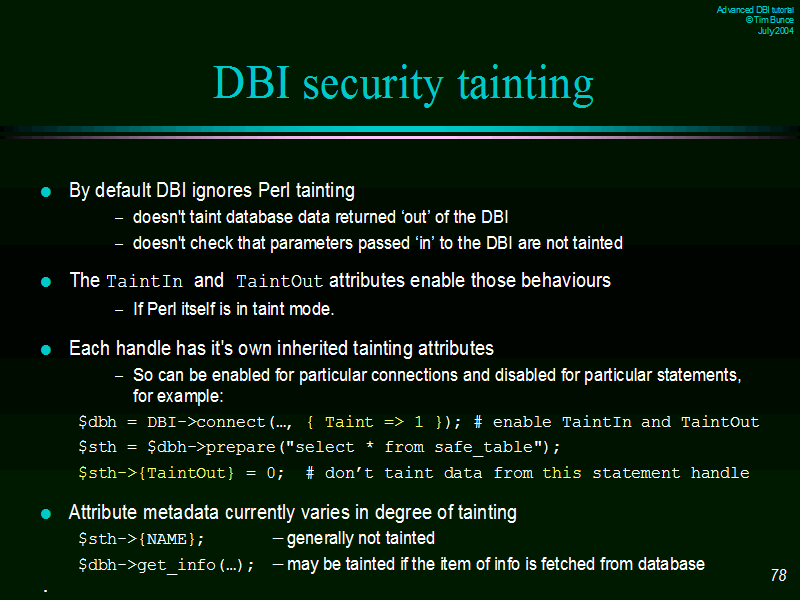 Advanced DBI tutorial
© Tim Bunce
July 2004
DBI security tainting
● By default DBI ignores Perl tainting
– doesn't taint database data returned ‘out’ of the DBI
– doesn't check that parameters passed ‘in’ to the DBI are not tainted
● The TaintIn and TaintOut attributes enable those behaviours
– If Perl itself is in taint mode.
● Each handle has it's own inherited tainting attributes
– So can be enabled for particular connections and disabled for particular statements,
for example:
$dbh = DBI->connect(…, { Taint => 1 }); # enable TaintIn and TaintOut
$sth = $dbh->prepare("select * from safe_table");
$sth->{TaintOut} = 0;  # don’t taint data from this statement handle
● Attribute metadata currently varies in degree of tainting
$sth->{NAME}; – generally not tainted
$dbh->get_info(…); – may be tainted if the item of info is fetched from database
78
.